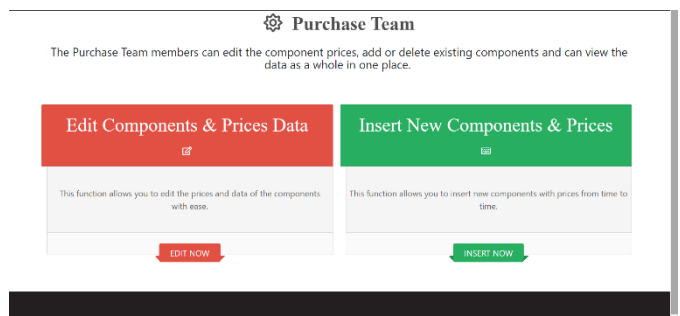 Purchase Team
The Purchase Team members can edit the component prices, add or delete existing components and can view the
data as a whole in one place.
Edit Components & Prices Data
Insert New Components & Prices
This function allows you to edit the prices and data of the components
with ease.
This function allows you to insert new components with prices from time to
time.
EDIT NOW
INSERT NOW